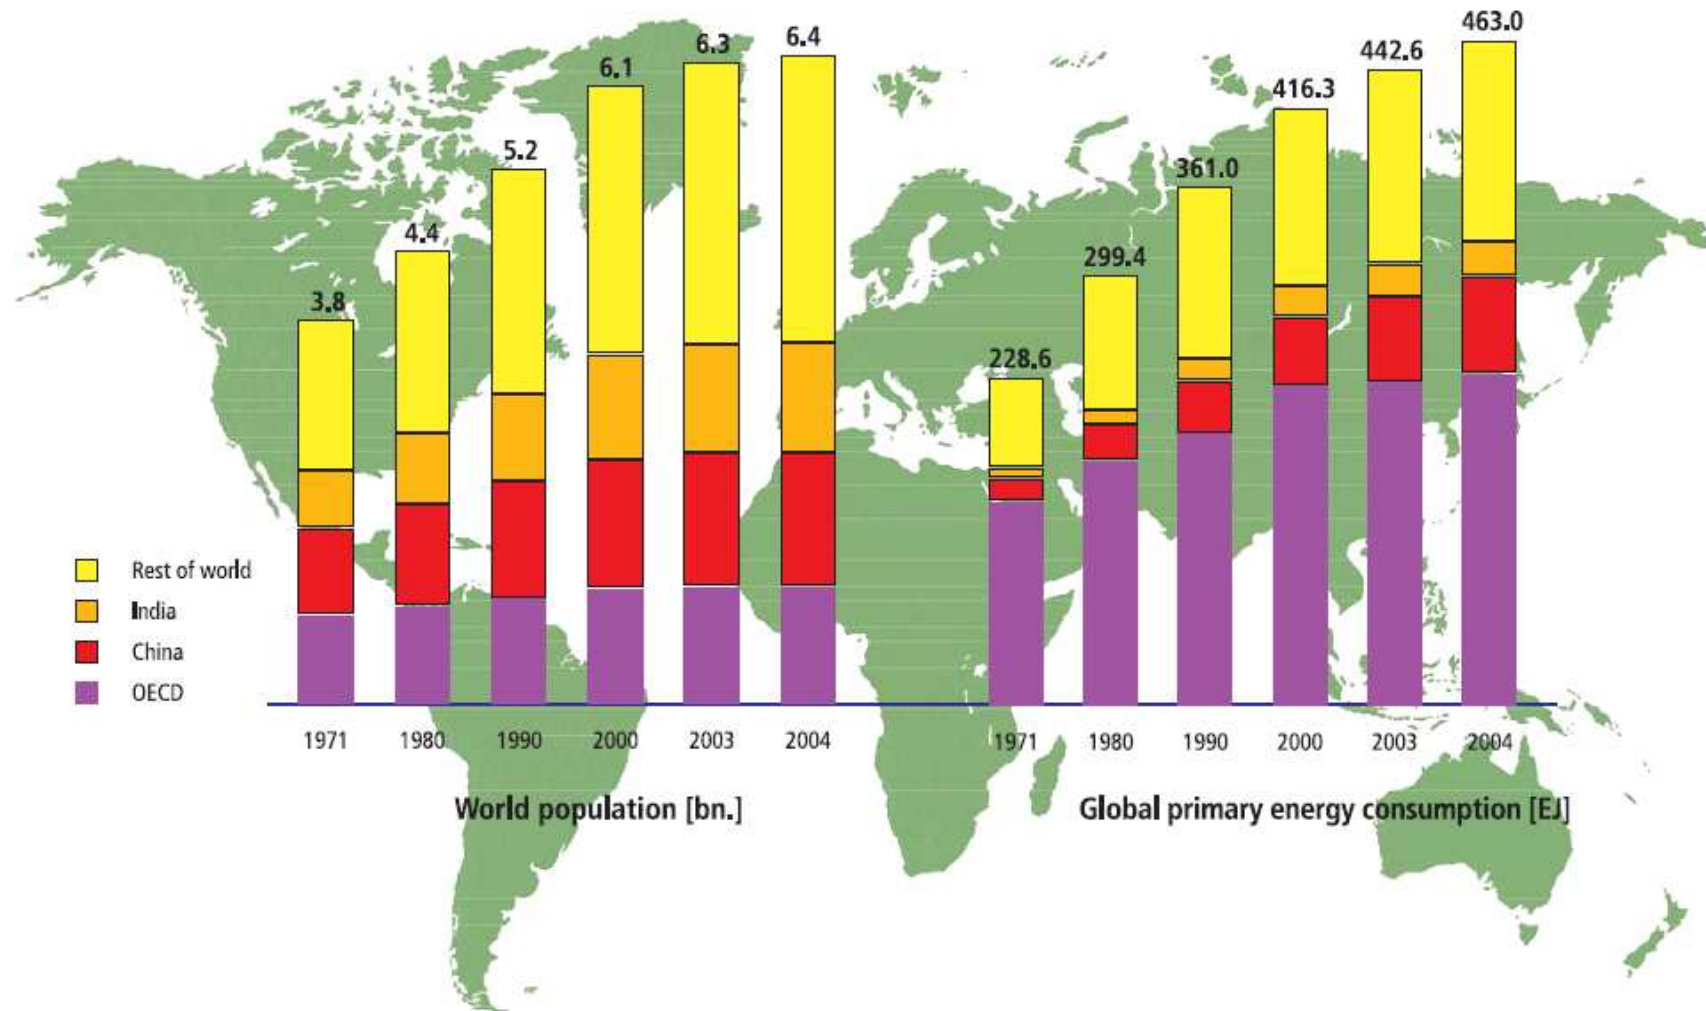 3.8
4.4
5.2
6.1
6.3
6.4
228.6
299.4
361.0
416.3
442.6
463.0
Rest of world
India
China
OECD
1971 1980 1990 2000 2003 2004
1971 1980 1990 2000 2003 2004
World population [bn.]
Global primary energy consumption [EJ]